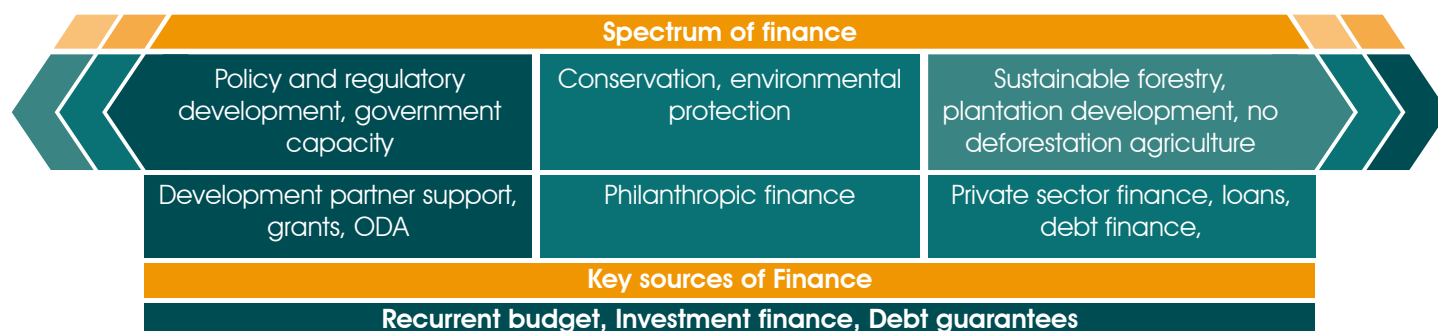 Spectrum of finance
Policy and regulatory
development, government
capacity
Conservation, environmental
protection
Sustainable forestry,
plantation development, no
deforestation agriculture
Development partner support,
grants, ODA
Philanthropic finance
Private sector finance, loans,
debt finance,
Key sources of Finance
Recurrent budget, Investment finance, Debt guarantees